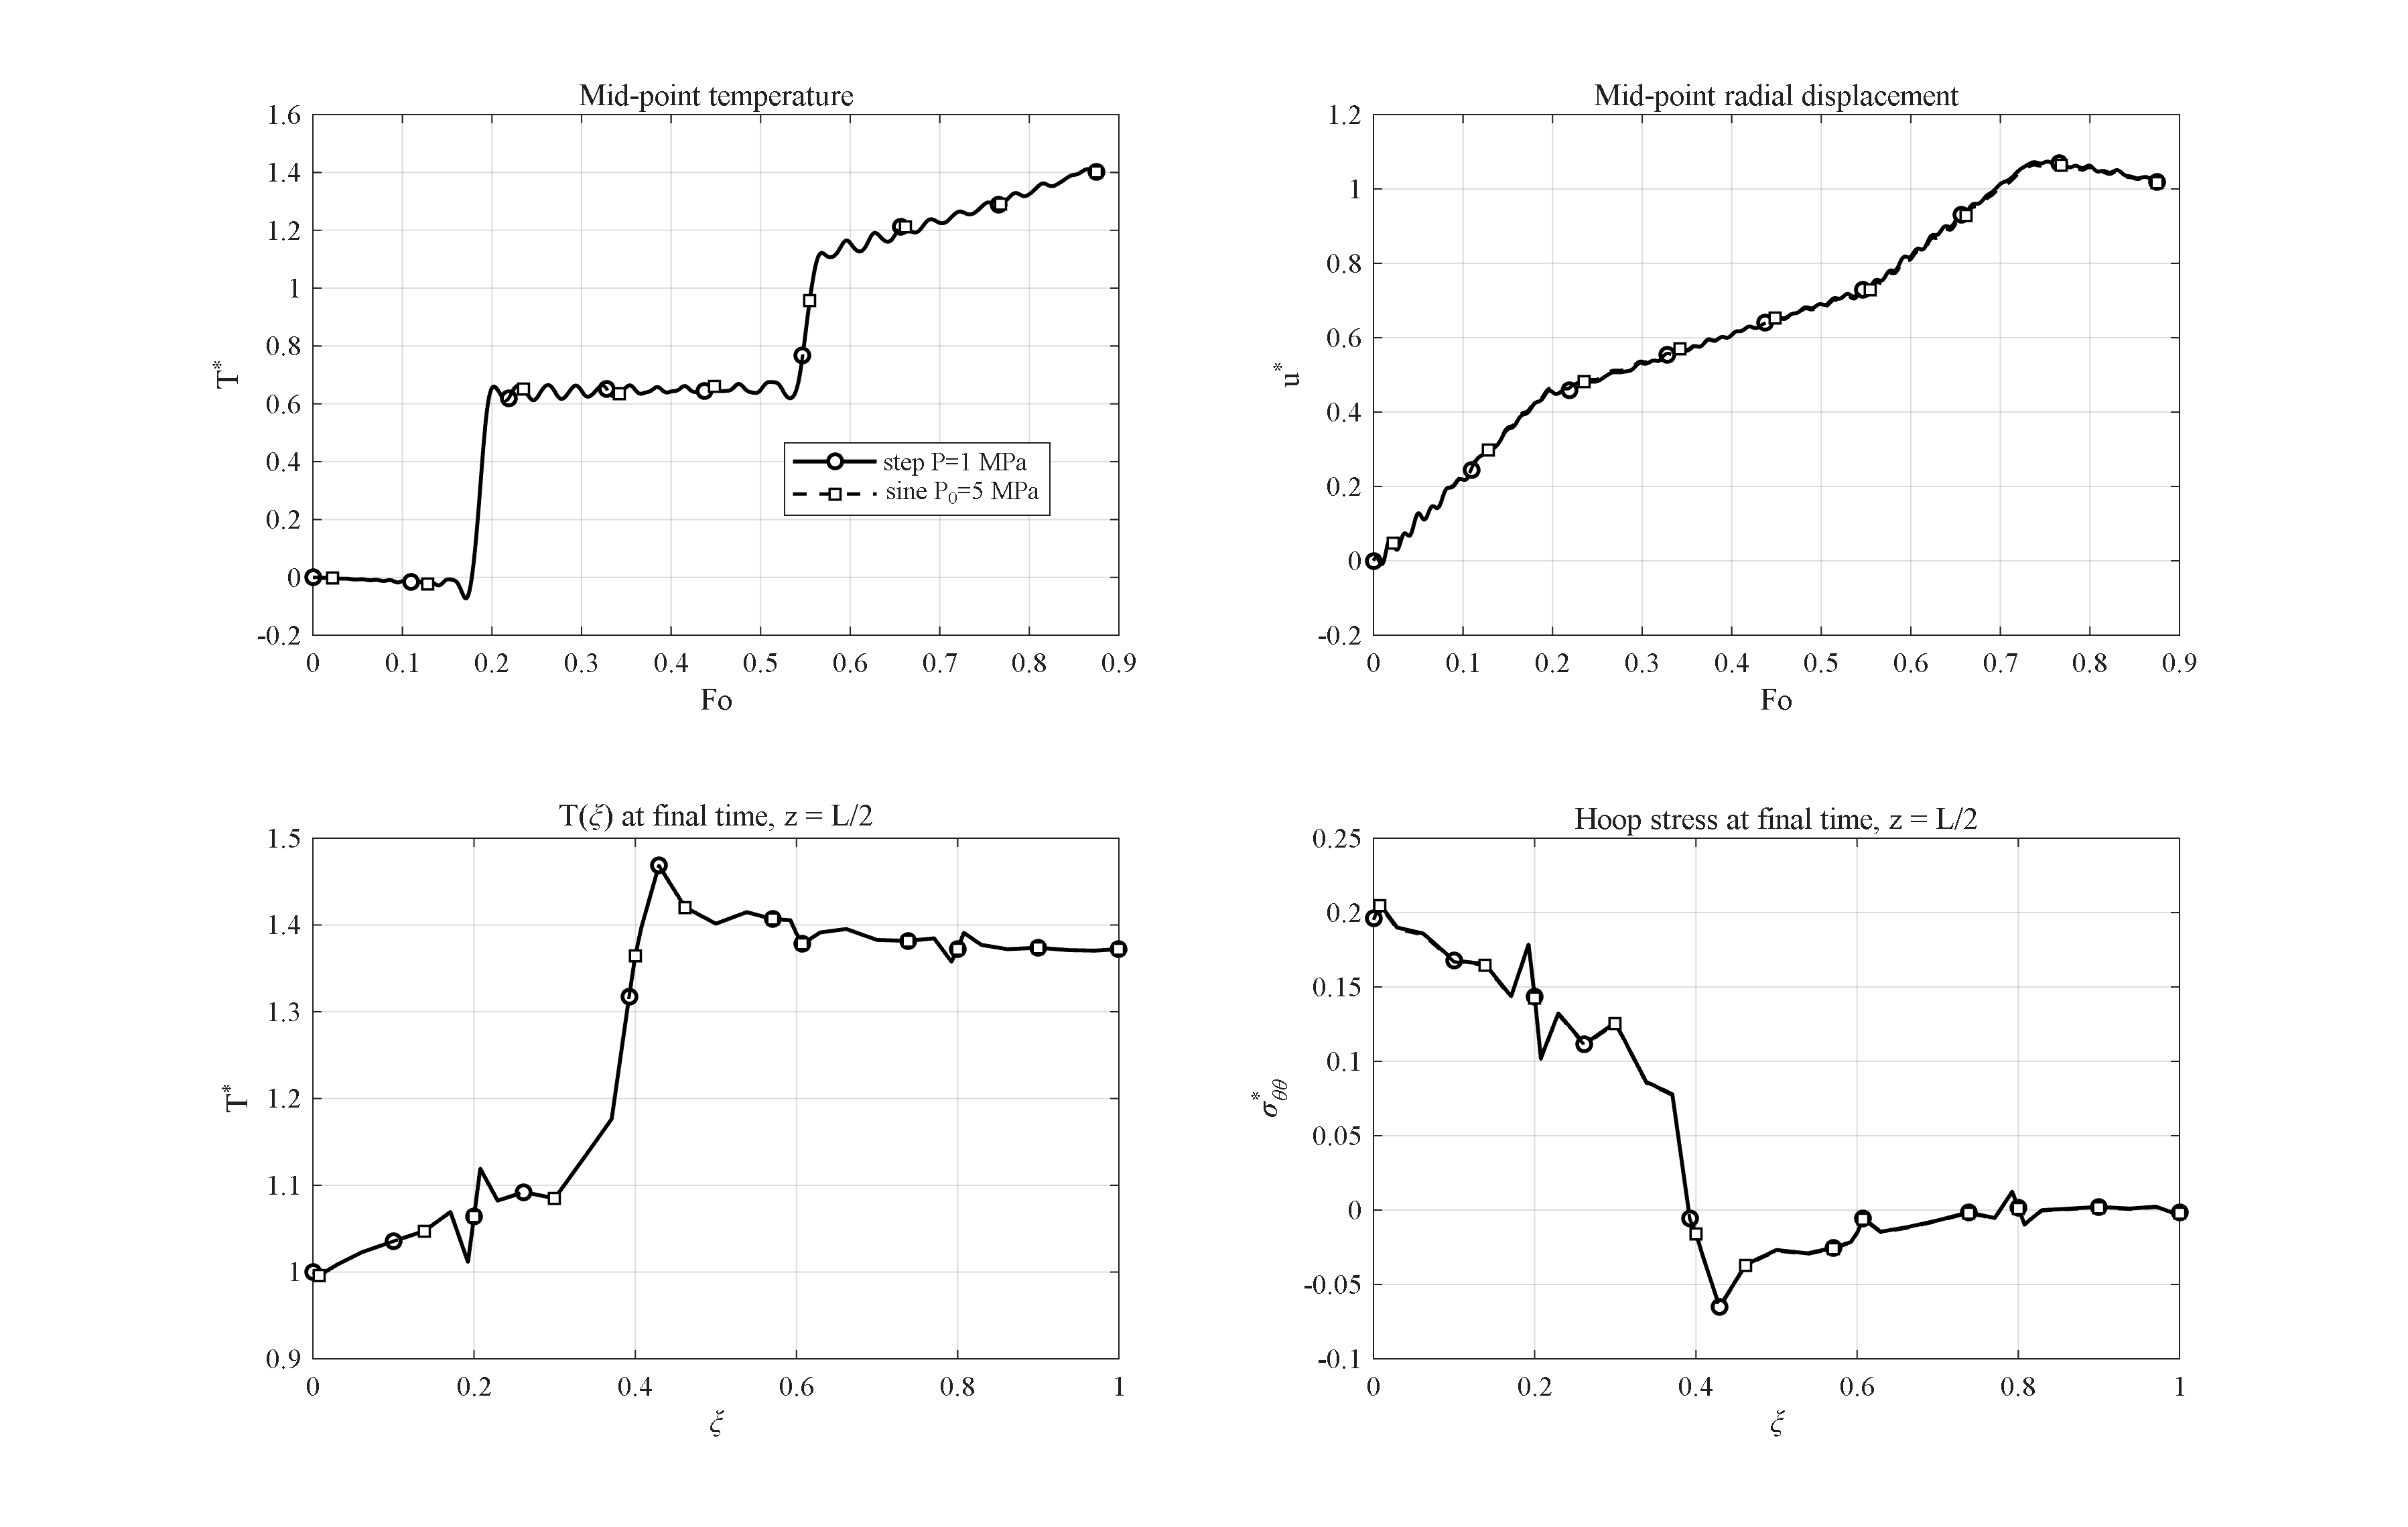 Mid-point temperature
1.6
1.4
1.2
1
0.8
0.6
0.4
0.2
0
-0.2
T*
0 0.1 0.2 0.3 0.4 0.5 0.6 0.7 0.8 0.9
Fo
step P=1 MPa
sine P₀=5 MPa
Mid-point radial displacement
1.2
1
0.8
0.6
0.4
0.2
0
-0.2
u*
0 0.1 0.2 0.3 0.4 0.5 0.6 0.7 0.8 0.9
Fo
T(ξ) at final time, z = L/2
1.5
1.4
1.3
1.2
1.1
1
0.9
T*
0 0.2 0.4 0.6 0.8 1
ξ
Hoop stress at final time, z = L/2
0.25
0.2
0.15
0.1
0.05
0
-0.05
-0.1
σ*θθ
0 0.2 0.4 0.6 0.8 1
ξ